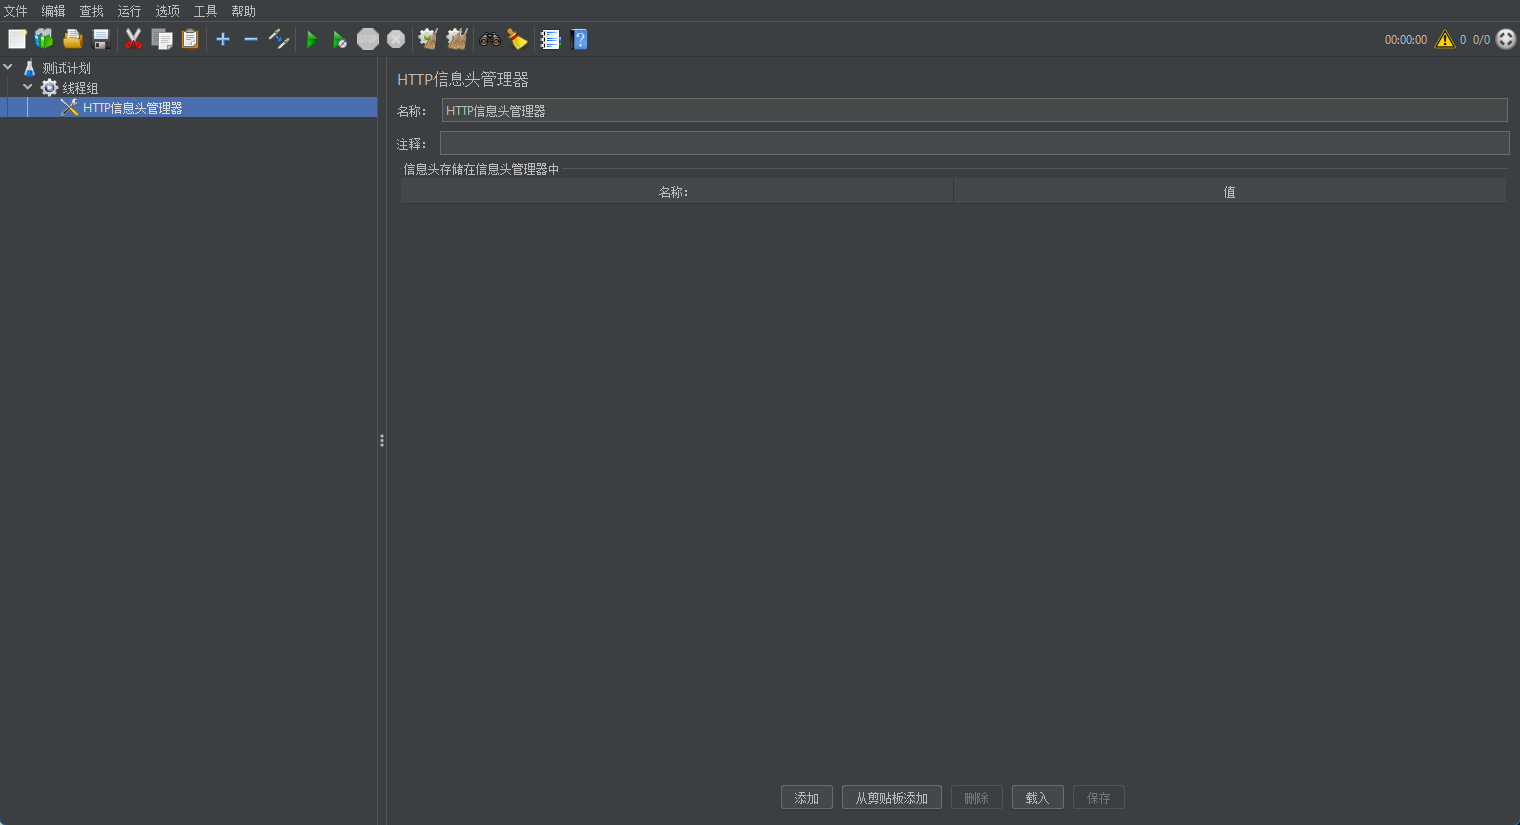 文件 编辑 查找 运行 选项 工具 帮助
00:00:00 0 0/0
测试计划
线程组
HTTP信息头管理器
HTTP信息头管理器
名称： HTTP信息头管理器
注释：
信息头存储在信息头管理器中
名称： 值
添加 从剪贴板添加 删除 载入 保存